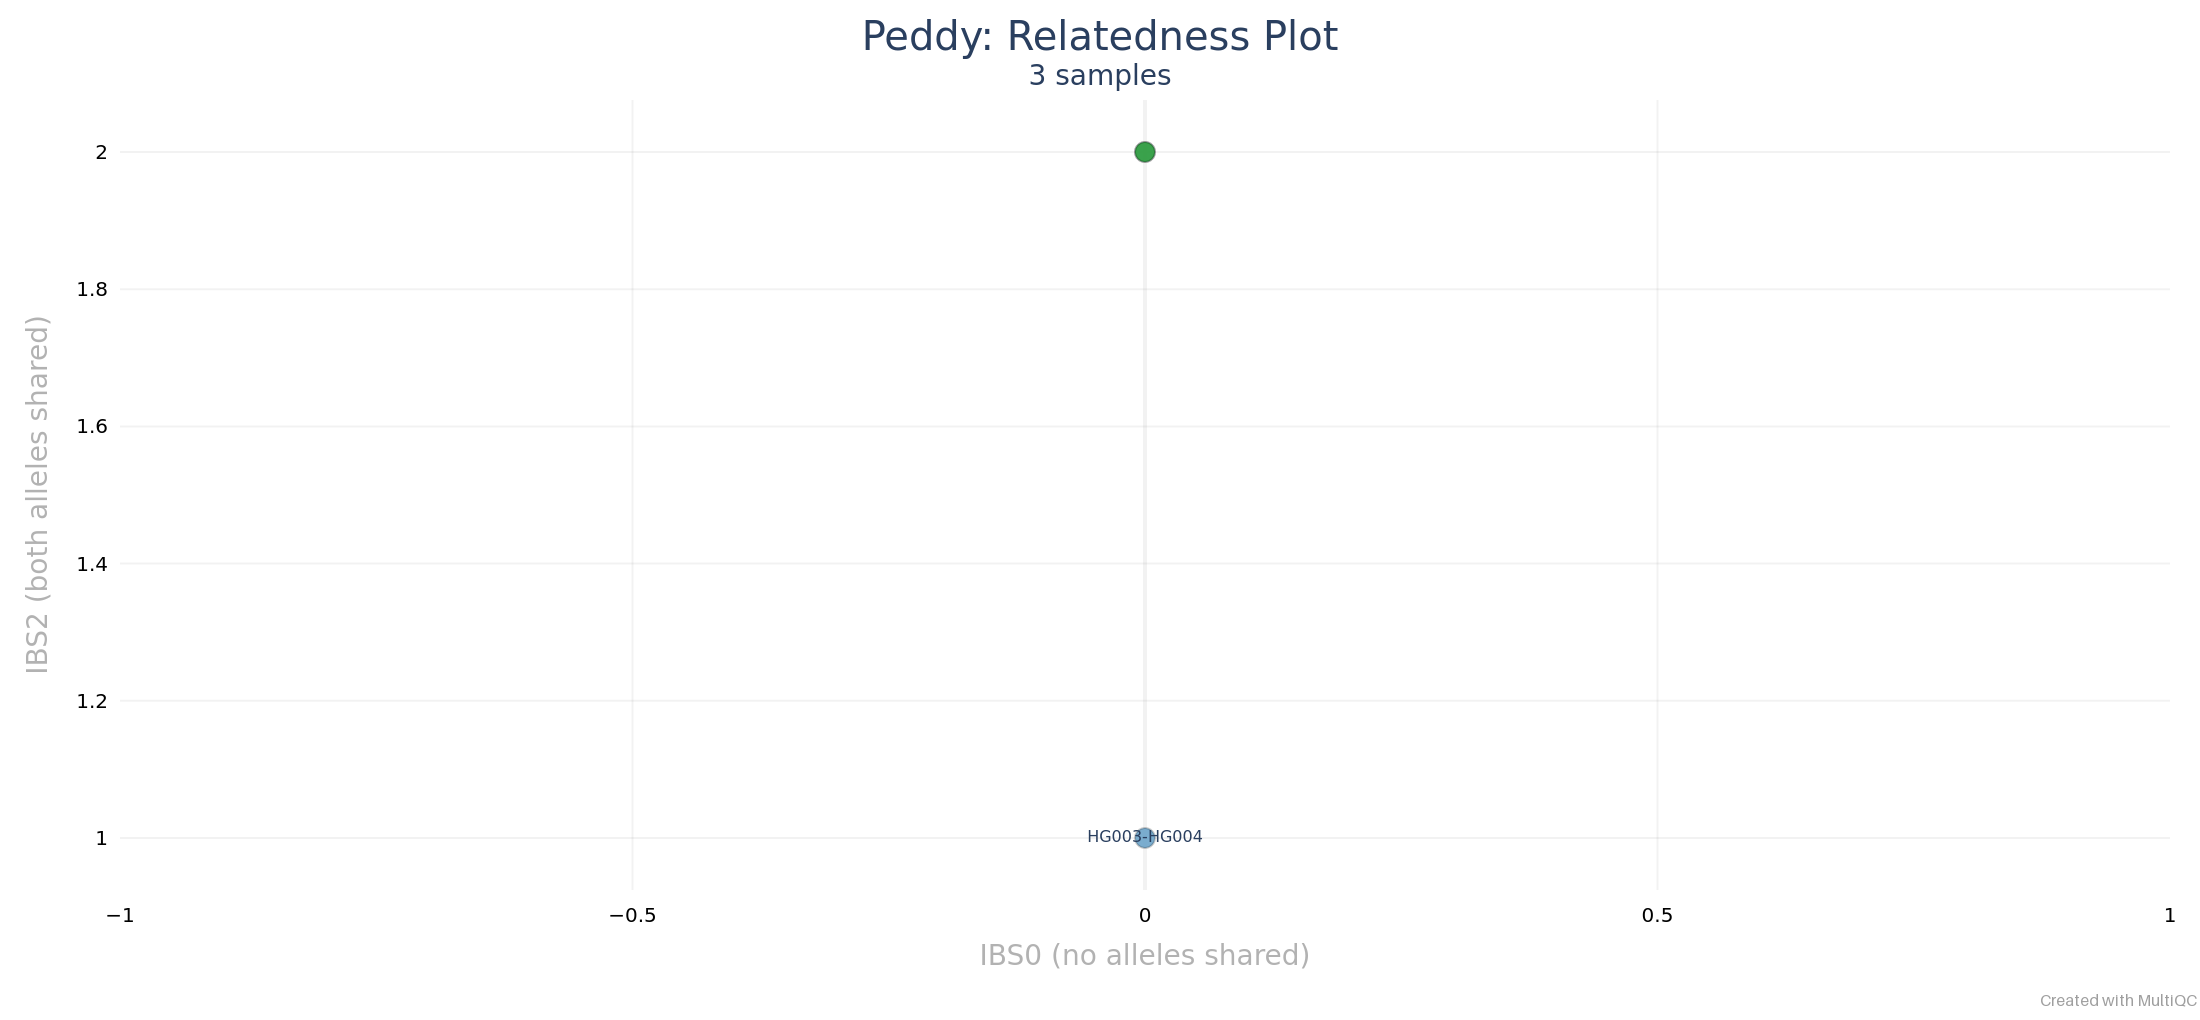 Peddy: Relatedness Plot
3 samples
IBS2 (both alleles shared)
2
1.8
1.6
1.4
1.2
1
HG003-HG004
−1
−0.5
0
0.5
1
IBS0 (no alleles shared)
Created with MultiQC